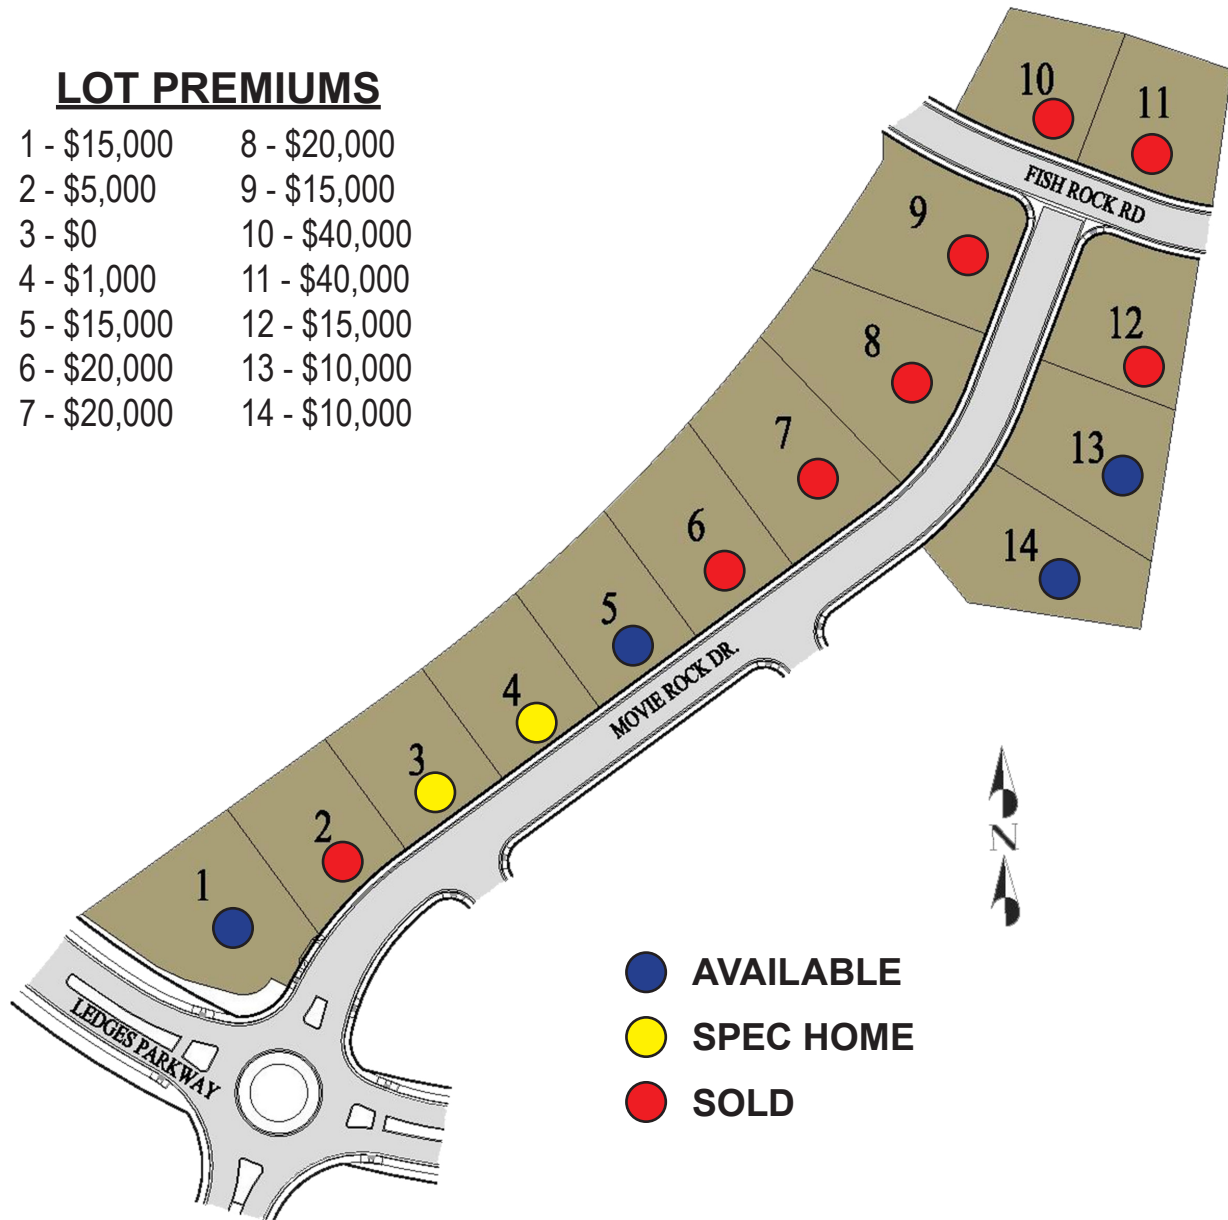 LOT PREMIUMS
1 - $15,000
2 - $5,000
3 - $0
4 - $1,000
5 - $15,000
6 - $20,000
7 - $20,000
8 - $20,000
9 - $15,000
10 - $40,000
11 - $40,000
12 - $15,000
13 - $10,000
14 - $10,000
10
11
FISH ROCK RD
9
12
8
13
7
14
6
5
MOVIE ROCK DR.
4
3
2
1
LEDGES PARKWAY
N
AVAILABLE
SPEC HOME
SOLD